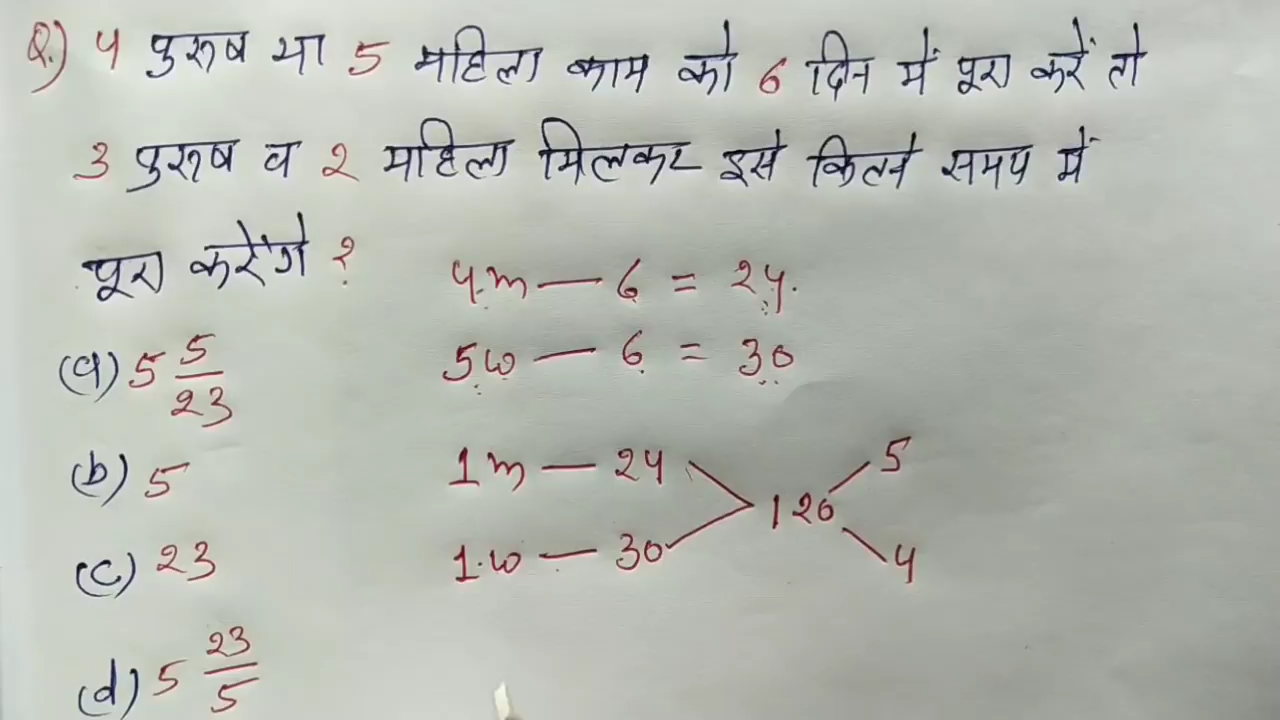 Q.) 4 पुरुष या 5 महिला काम को 6 दिन में पूरा करें तो
3 पुरुष व 2 महिला मिलकर इसे कितने समय में
पूरा करेंगे ?
4m — 6 = 24
5w — 6 = 30
(a) 5 5/23
(b) 5
(c) 23
(d) 5 23/5
1m — 24
1w — 30
120
5
4